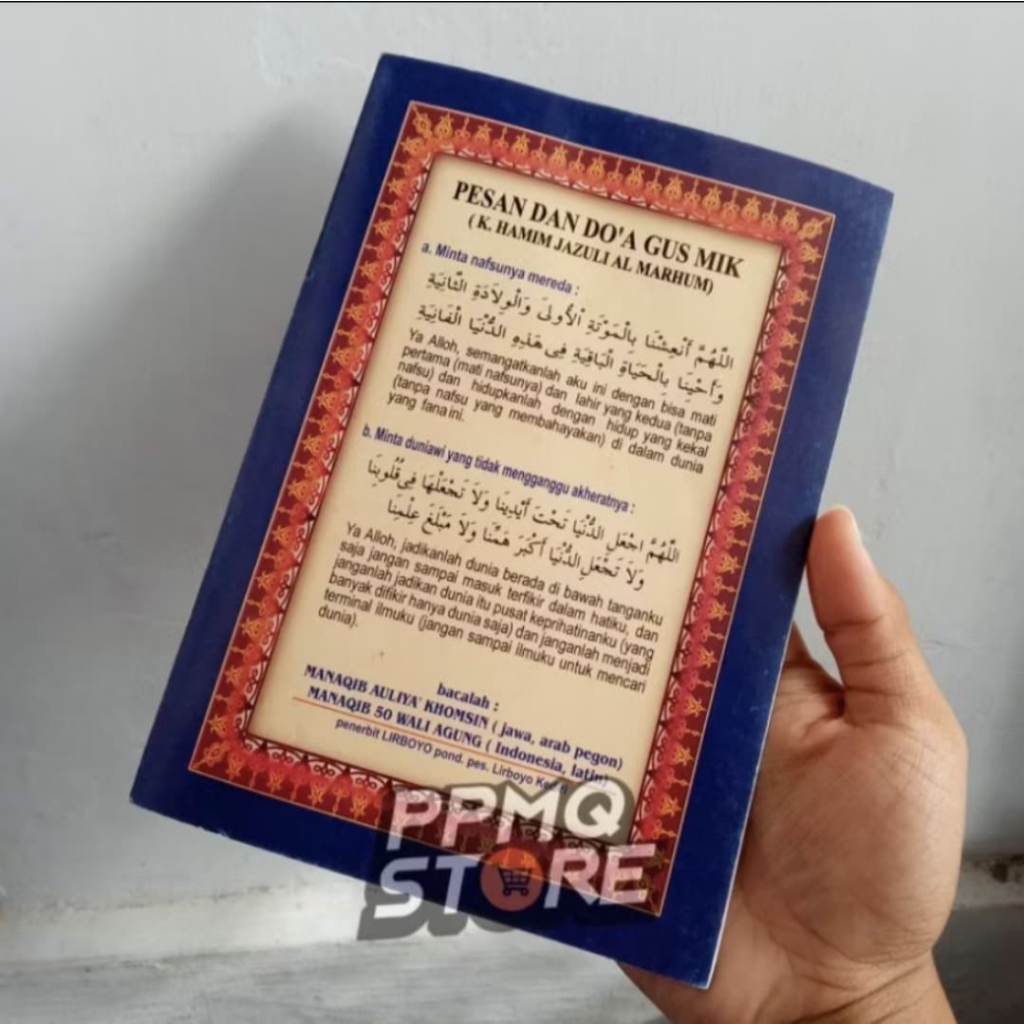 PESAN DAN DO'A GUS MIK
( K. HAMIM JAZULI AL MARHUM)
a. Minta nafsunya mereda :
اللّٰهُمَّ أَنْعِشْنَا بِالْمَوْتَةِ الْأُولَى وَالْوِلَادَةِ الثَّانِيَةِ
وَأَحْيِنَا بِالْحَيَاةِ الْبَاقِيَةِ فِى هَذِهِ الدُّنْيَا الْفَانِيَةِ
Ya Alloh, semangatkanlah aku ini dengan bisa mati
pertama (mati nafsunya) dan lahir yang kedua (tanpa
nafsu) dan hidupkanlah dengan hidup yang kekal
(tanpa nafsu yang membahayakan) di dalam dunia
yang fana ini.
b. Minta duniawi yang tidak mengganggu akheratnya :
اللّٰهُمَّ اجْعَلِ الدُّنْيَا تَحْتَ أَيْدِينَا وَلَا تَجْعَلْهَا فِى قُلُوبِنَا
وَلَا تَجْعَلِ الدُّنْيَا أَكْبَرَ هَمِّنَا وَلَا مَبْلَغَ عِلْمِنَا
Ya Alloh, jadikanlah dunia berada di bawah tanganku
saja jangan sampai masuk terfikir dalam hatiku, dan
janganlah jadikan dunia itu pusat keprihatinanku (yang
banyak difikir hanya dunia saja) dan janganlah menjadi
terminal ilmuku (jangan sampai ilmuku untuk mencari
dunia).
bacalah :
MANAQIB AULIYA' KHOMSIN ( jawa, arab pegon)
MANAQIB 50 WALI AGUNG ( Indonesia, latin)
penerbit LIRBOYO pond. pes. Lirboyo
PPMQ
STORE